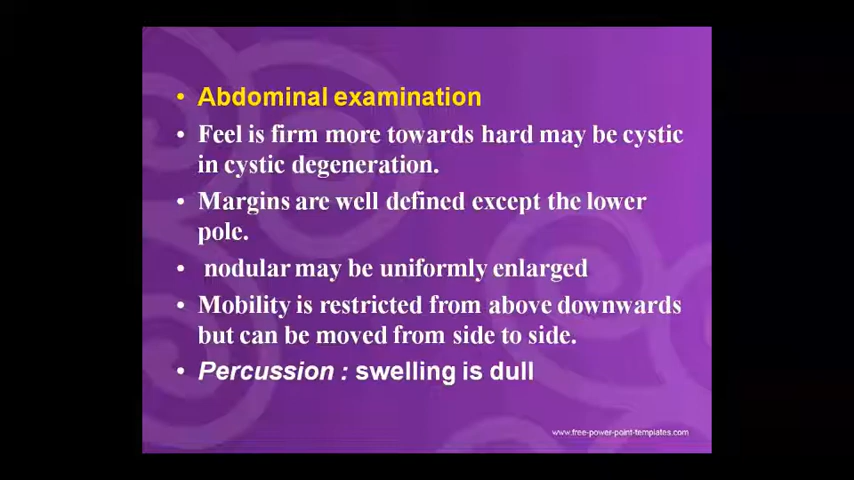 • Abdominal examination
• Feel is firm more towards hard may be cystic
in cystic degeneration.
• Margins are well defined except the lower
pole.
• nodular may be uniformly enlarged
• Mobility is restricted from above downwards
but can be moved from side to side.
• Percussion : swelling is dull
www.free-power-point-templates.com